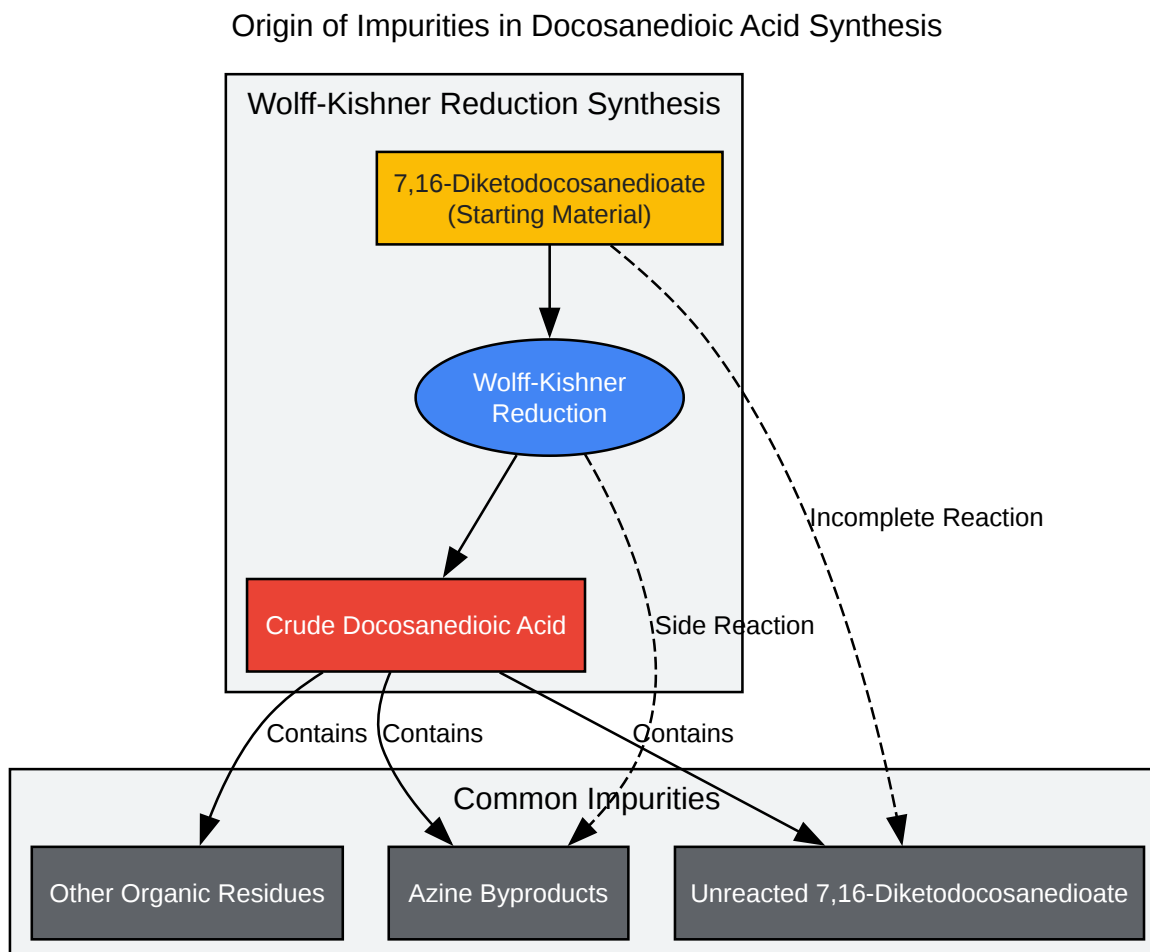 Origin of Impurities in Docosanedioic Acid Synthesis
Wolff-Kishner Reduction Synthesis
7,16-Diketodocosanedioate
(Starting Material)
Wolff-Kishner
Reduction
Incomplete Reaction
Crude Docosanedioic Acid
Side Reaction
Contains
Contains
Contains
Common Impurities
Other Organic Residues
Azine Byproducts
Unreacted 7,16-Diketodocosanedioate